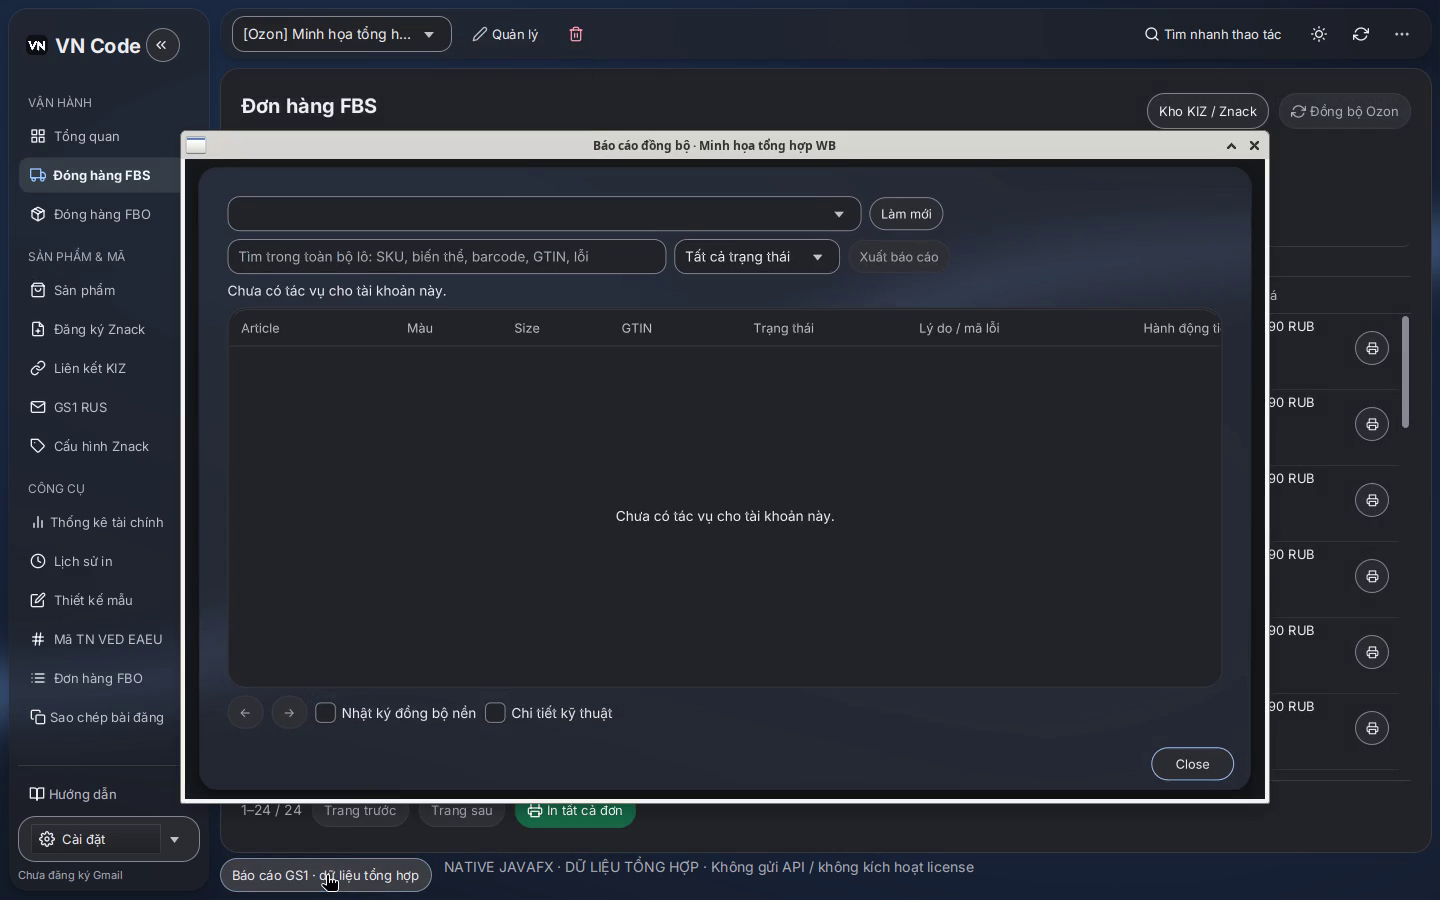 VN VN Code
[Ozon] Minh họa tổng h...
Quản lý
Tìm nhanh thao tác
VẬN HÀNH
Tổng quan
Đóng hàng FBS
Đóng hàng FBO
SẢN PHẨM & MÃ
Sản phẩm
Đăng ký Znack
Liên kết KIZ
GS1 RUS
Cấu hình Znack
CÔNG CỤ
Thống kê tài chính
Lịch sử in
Thiết kế mẫu
Mã TN VED EAEU
Đơn hàng FBO
Sao chép bài đăng
Hướng dẫn
Cài đặt
Chưa đăng ký Gmail
Đơn hàng FBS
Kho KIZ / Znack
Đồng bộ Ozon
Báo cáo đồng bộ · Minh họa tổng hợp WB
Làm mới
Tìm trong toàn bộ lô: SKU, biến thể, barcode, GTIN, lỗi
Tất cả trạng thái
Xuất báo cáo
Chưa có tác vụ cho tài khoản này.
Article Màu Size GTIN Trạng thái Lý do / mã lỗi Hành động ti
Chưa có tác vụ cho tài khoản này.
Nhật ký đồng bộ nền
Chi tiết kỹ thuật
Close
á
90 RUB
90 RUB
90 RUB
90 RUB
90 RUB
90 RUB
1–24 / 24
Trang trước
Trang sau
In tất cả đơn
Báo cáo GS1 · dữ liệu tổng hợp
NATIVE JAVAFX · DỮ LIỆU TỔNG HỢP · Không gửi API / không kích hoạt license